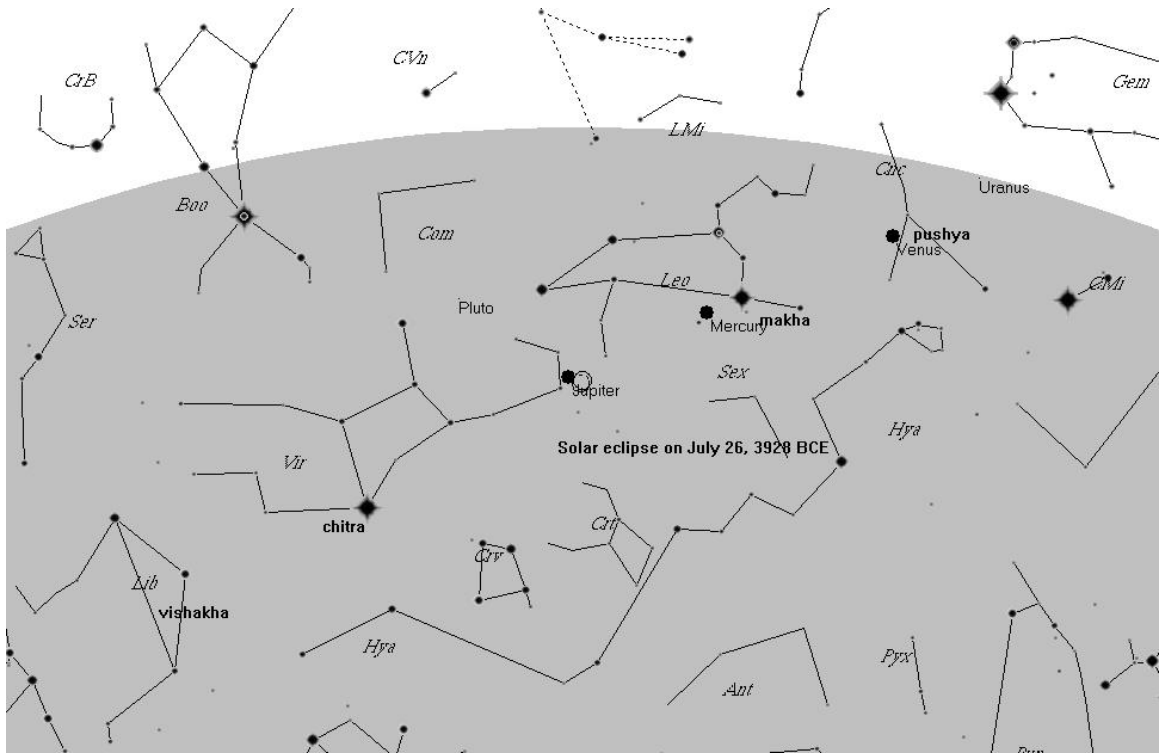 CVn
CrB
Gem
LMi
Cnc
Uranus
Boo
Com
pushya
Venus
Leo
CMi
Pluto
Ser
Mercury
makha
Sex
Jupiter
Hya
Solar eclipse on July 26, 3928 BCE
Vir
chitra
Crt
Crv
Lib
vishakha
Hya
Pyx
Ant